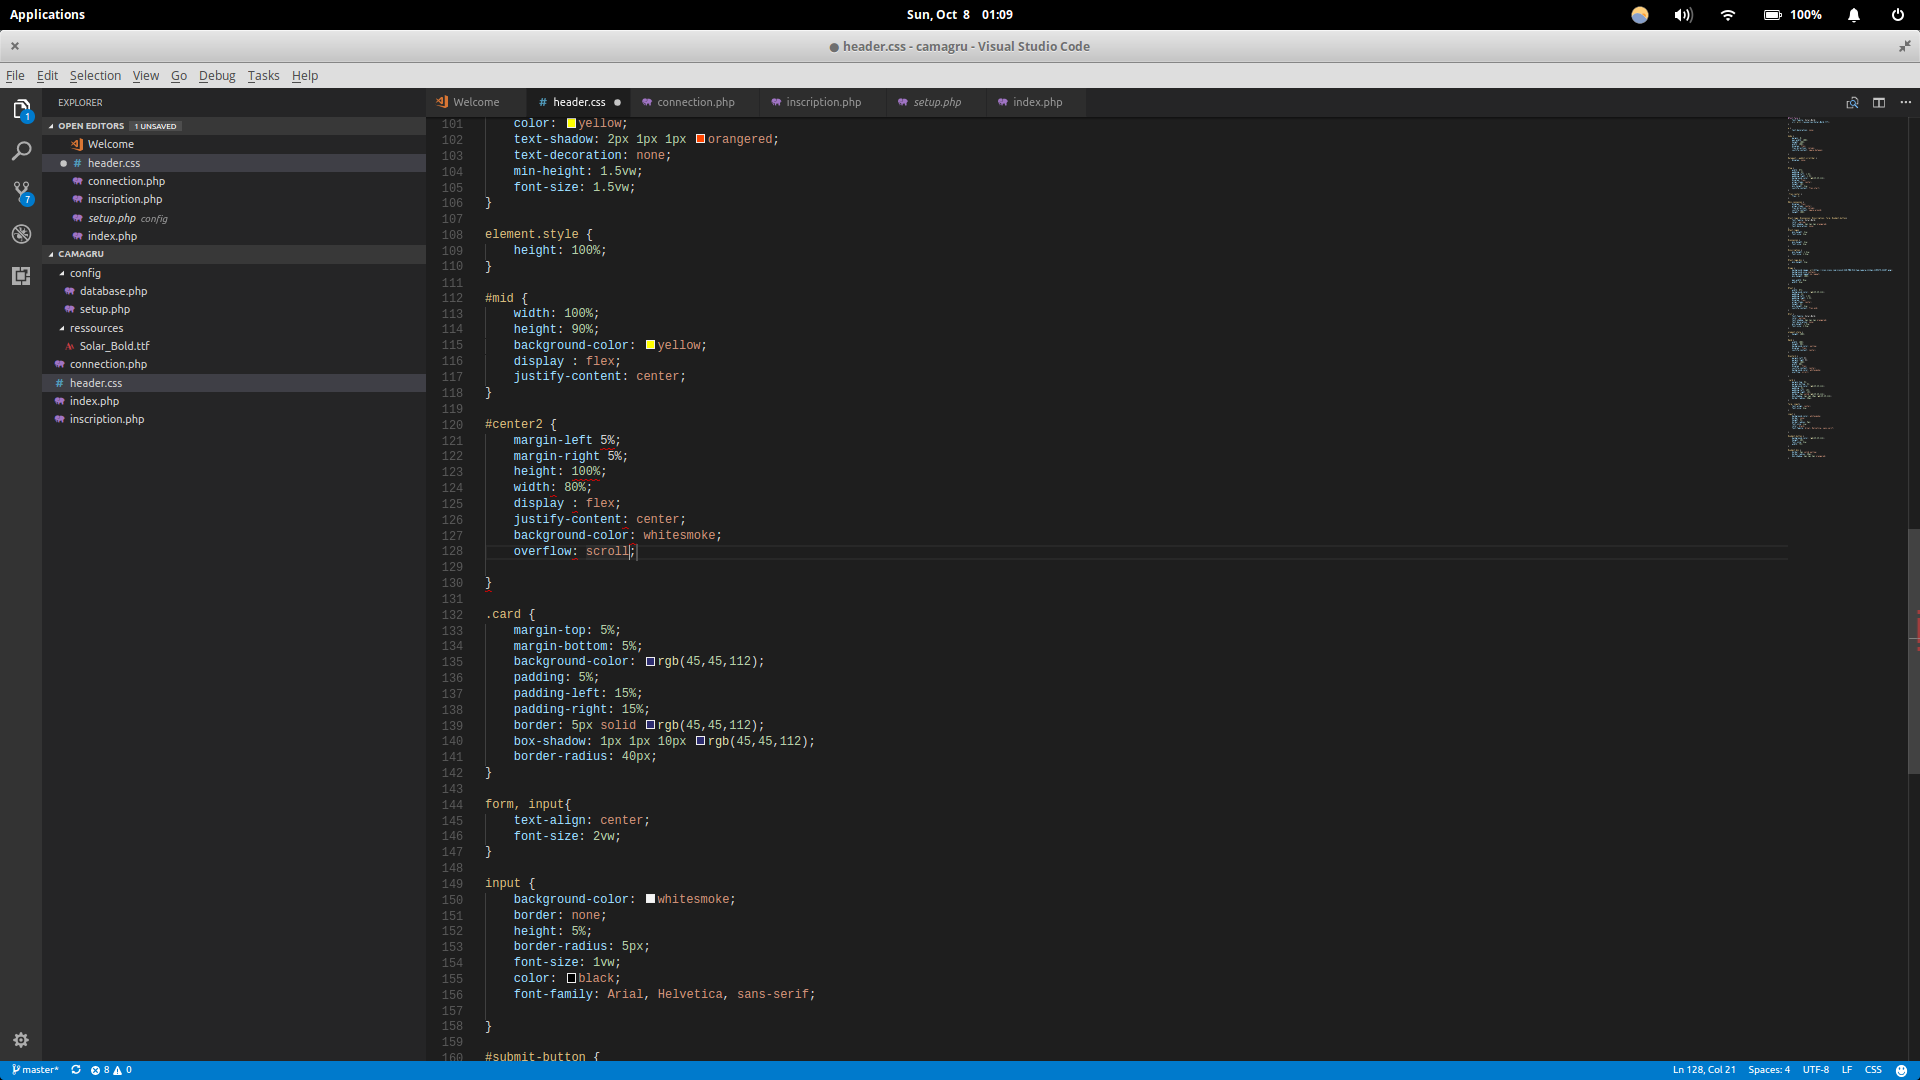 Applications
Sun, Oct 8 01:09
100%
header.css - camagru - Visual Studio Code
File Edit Selection View Go Debug Tasks Help
EXPLORER
Welcome
header.css
connection.php
inscription.php
setup.php
index.php
OPEN EDITORS 1 UNSAVED
Welcome
header.css
connection.php
inscription.php
setup.php config
index.php
CAMAGRU
config
database.php
setup.php
ressources
Solar_Bold.ttf
connection.php
header.css
index.php
inscription.php
1
7
101 color: yellow;
102 text-shadow: 2px 1px 1px orangered;
103 text-decoration: none;
104 min-height: 1.5vw;
105 font-size: 1.5vw;
106 }
107
108 element.style {
109 height: 100%;
110 }
111
112 #mid {
113 width: 100%;
114 height: 90%;
115 background-color: yellow;
116 display : flex;
117 justify-content: center;
118 }
119
120 #center2 {
121 margin-left 5%;
122 margin-right 5%;
123 height: 100%;
124 width: 80%;
125 display : flex;
126 justify-content: center;
127 background-color: whitesmoke;
128 overflow: scroll;
129
130 }
131
132 .card {
133 margin-top: 5%;
134 margin-bottom: 5%;
135 background-color: rgb(45,45,112);
136 padding: 5%;
137 padding-left: 15%;
138 padding-right: 15%;
139 border: 5px solid rgb(45,45,112);
140 box-shadow: 1px 1px 10px rgb(45,45,112);
141 border-radius: 40px;
142 }
143
144 form, input{
145 text-align: center;
146 font-size: 2vw;
147 }
148
149 input {
150 background-color: whitesmoke;
151 border: none;
152 height: 5%;
153 border-radius: 5px;
154 font-size: 1vw;
155 color: black;
156 font-family: Arial, Helvetica, sans-serif;
157
158 }
159
160 #submit-button {
master* 8 0
Ln 128, Col 21 Spaces: 4 UTF-8 LF CSS